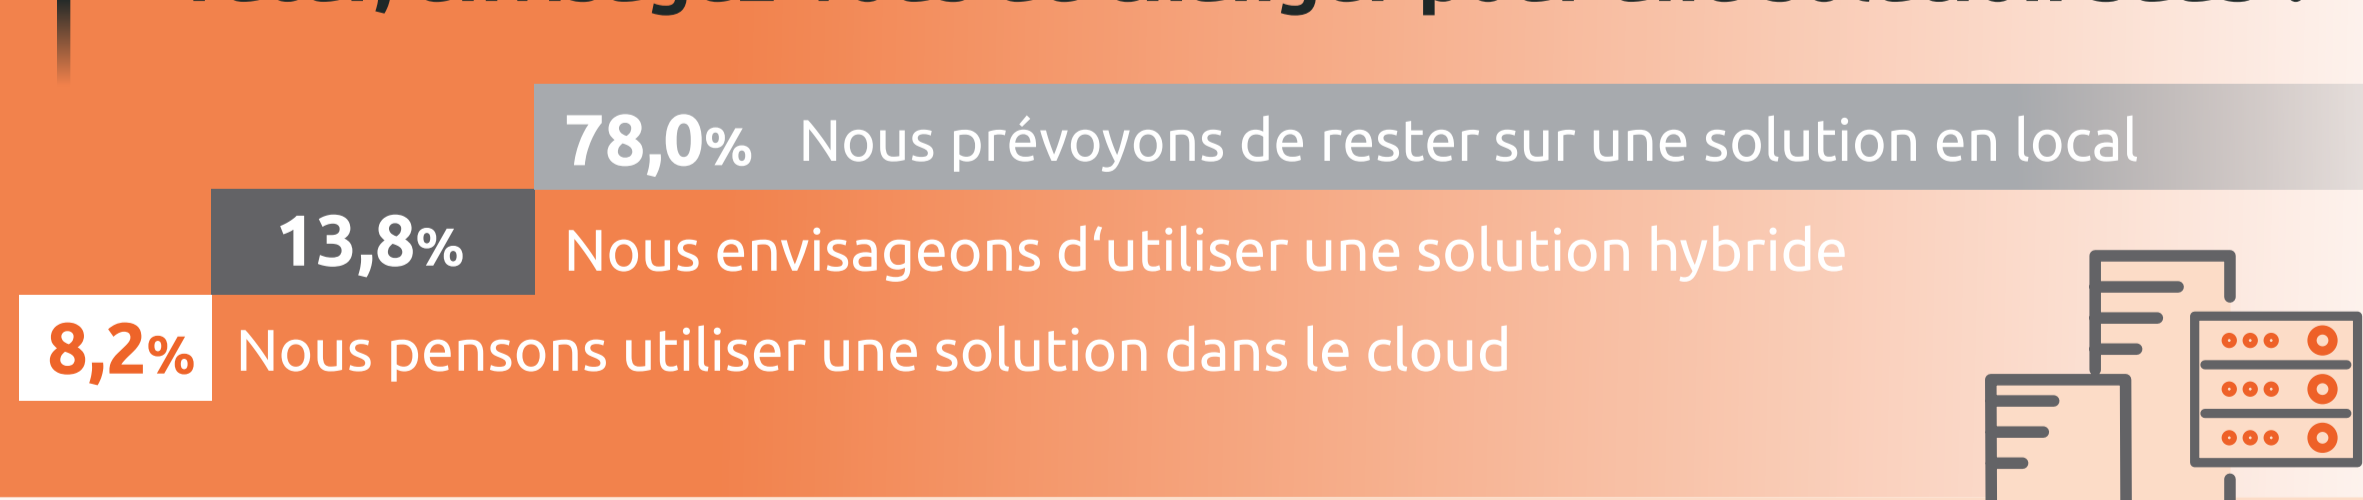 78,0% Nous prévoyons de rester sur une solution en local
13,8% Nous envisageons d‘utiliser une solution hybride
8,2% Nous pensons utiliser une solution dans le cloud